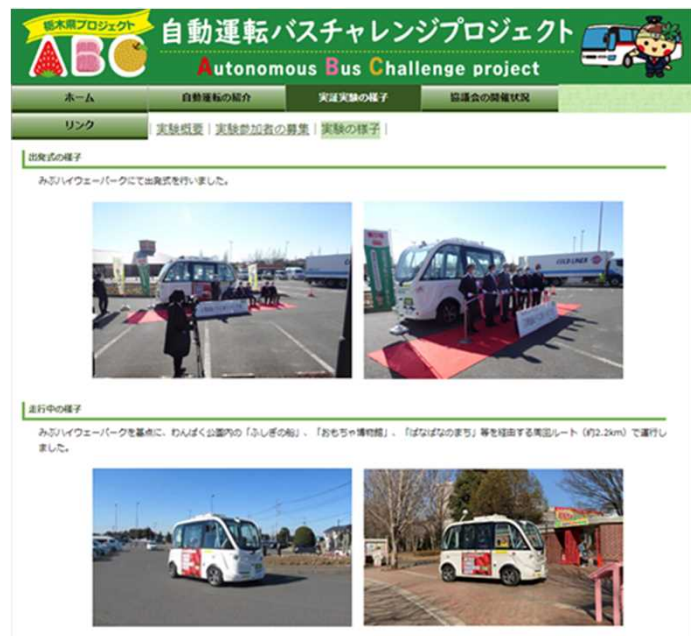 栃木県プロジェクト
ABC
自動運転バスチャレンジプロジェクト
Autonomous Bus Challenge project
ホーム
自動運転の紹介
実証実験の様子
協議会の開催状況
リンク
| 実験概要 | 実験参加者の募集 | 実験の様子 |
出発式の様子
みぶハイウェーパークにて出発式を行いました。
COLD LINER
走行中の様子
みぶハイウェーパークを基点に、わんぱく公園内の「ふしぎの船」、「おもちゃ博物館」、「ぱなぱなのまち」等を経由する周回ルート（約2.2km）で運行し
ました。